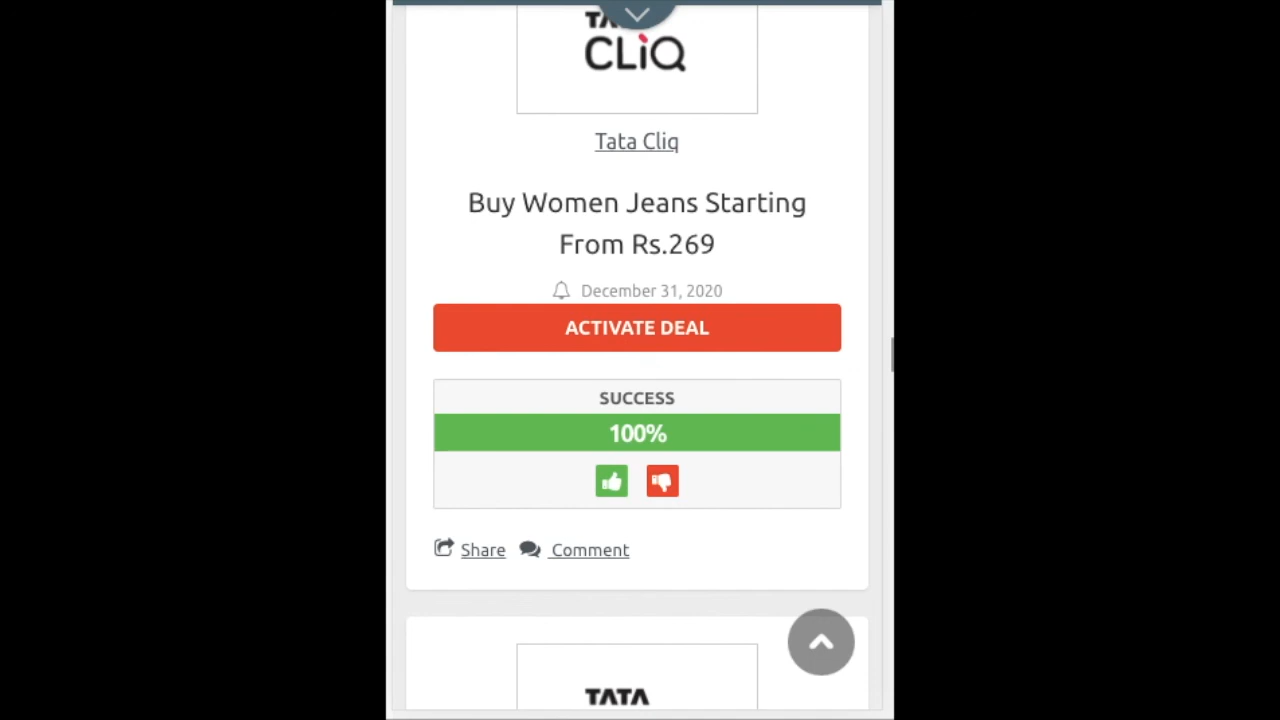 TATA
CLiQ
Tata Cliq
Buy Women Jeans Starting
From Rs.269
December 31, 2020
ACTIVATE DEAL
SUCCESS
100%
Share Comment
TATA